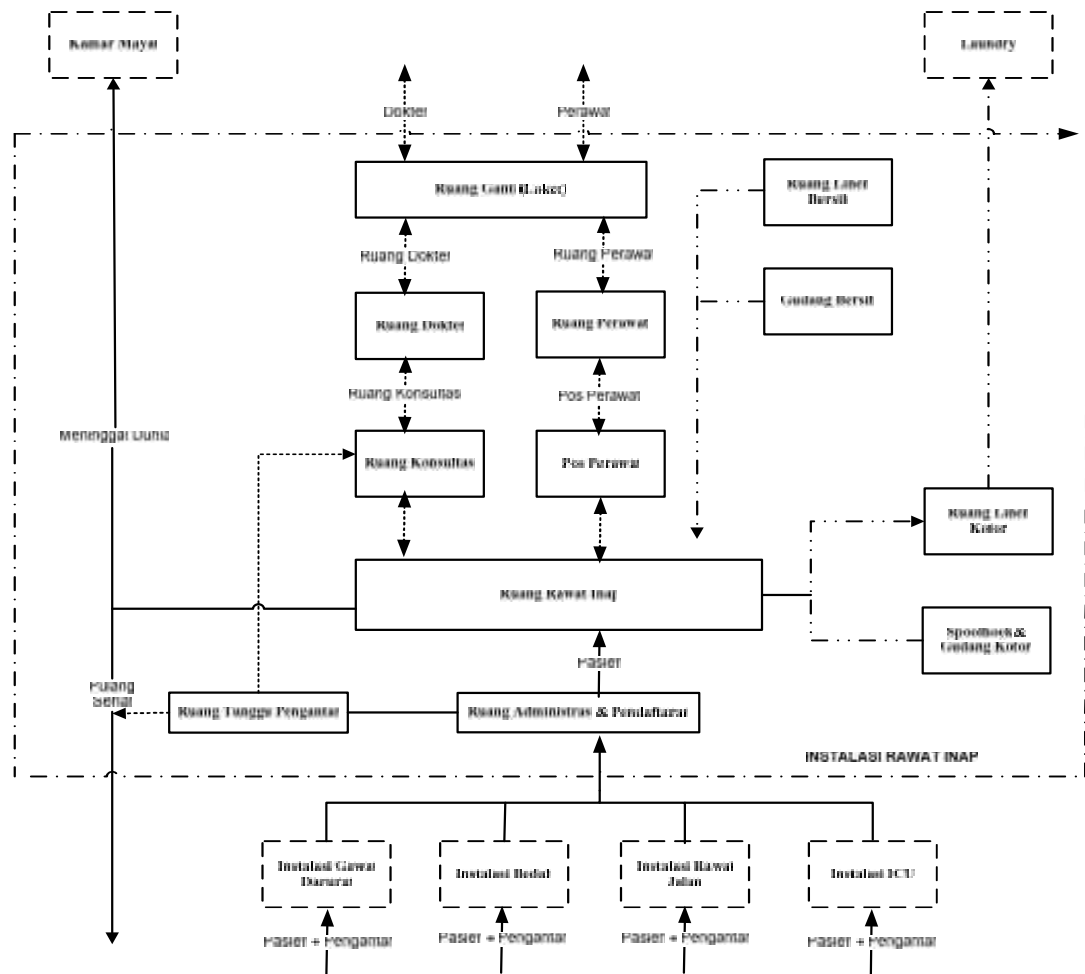 Kamar Mayat
Laundry
Dokter
Perawat
Ruang Ganti (Loker)
Ruang Linen
Bersih
Ruang Dokter
Ruang Perawat
Gudang Bersih
Ruang Dokter
Ruang Perawat
Ruang Konsultasi
Pos Perawat
Meninggal Dunia
Ruang Konsultasi
Pos Perawat
Ruang Linen
Kotor
Ruang Rawat Inap
Spoolhoek &
Gudang Kotor
Pasien
Pulang
Sehat
Ruang Tunggu Pengantar
Ruang Administrasi & Pendaftaran
INSTALASI RAWAT INAP
Instalasi Gawat
Darurat
Instalasi Bedah
Instalasi Rawat
Jalan
Instalasi ICU
Pasien + Pengantar
Pasien + Pengantar
Pasien + Pengantar
Pasien + Pengantar